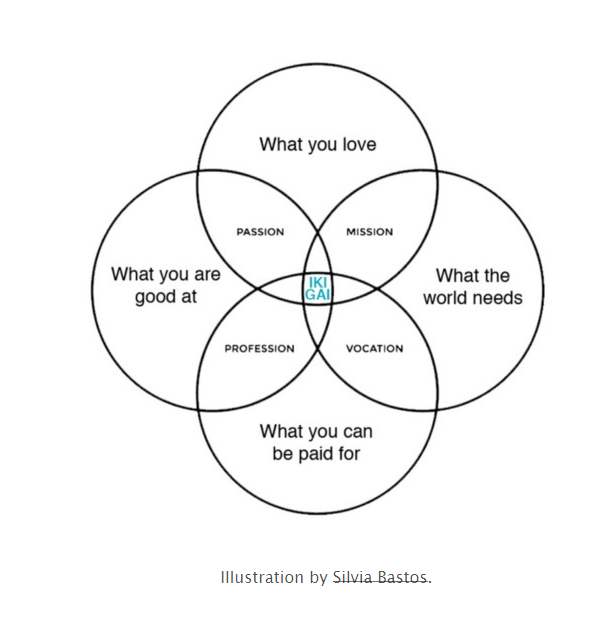 What you love
PASSION
MISSION
What you are
good at
IKI
GAI
What the
world needs
PROFESSION
VOCATION
What you can
be paid for
Illustration by Silvia Bastos.